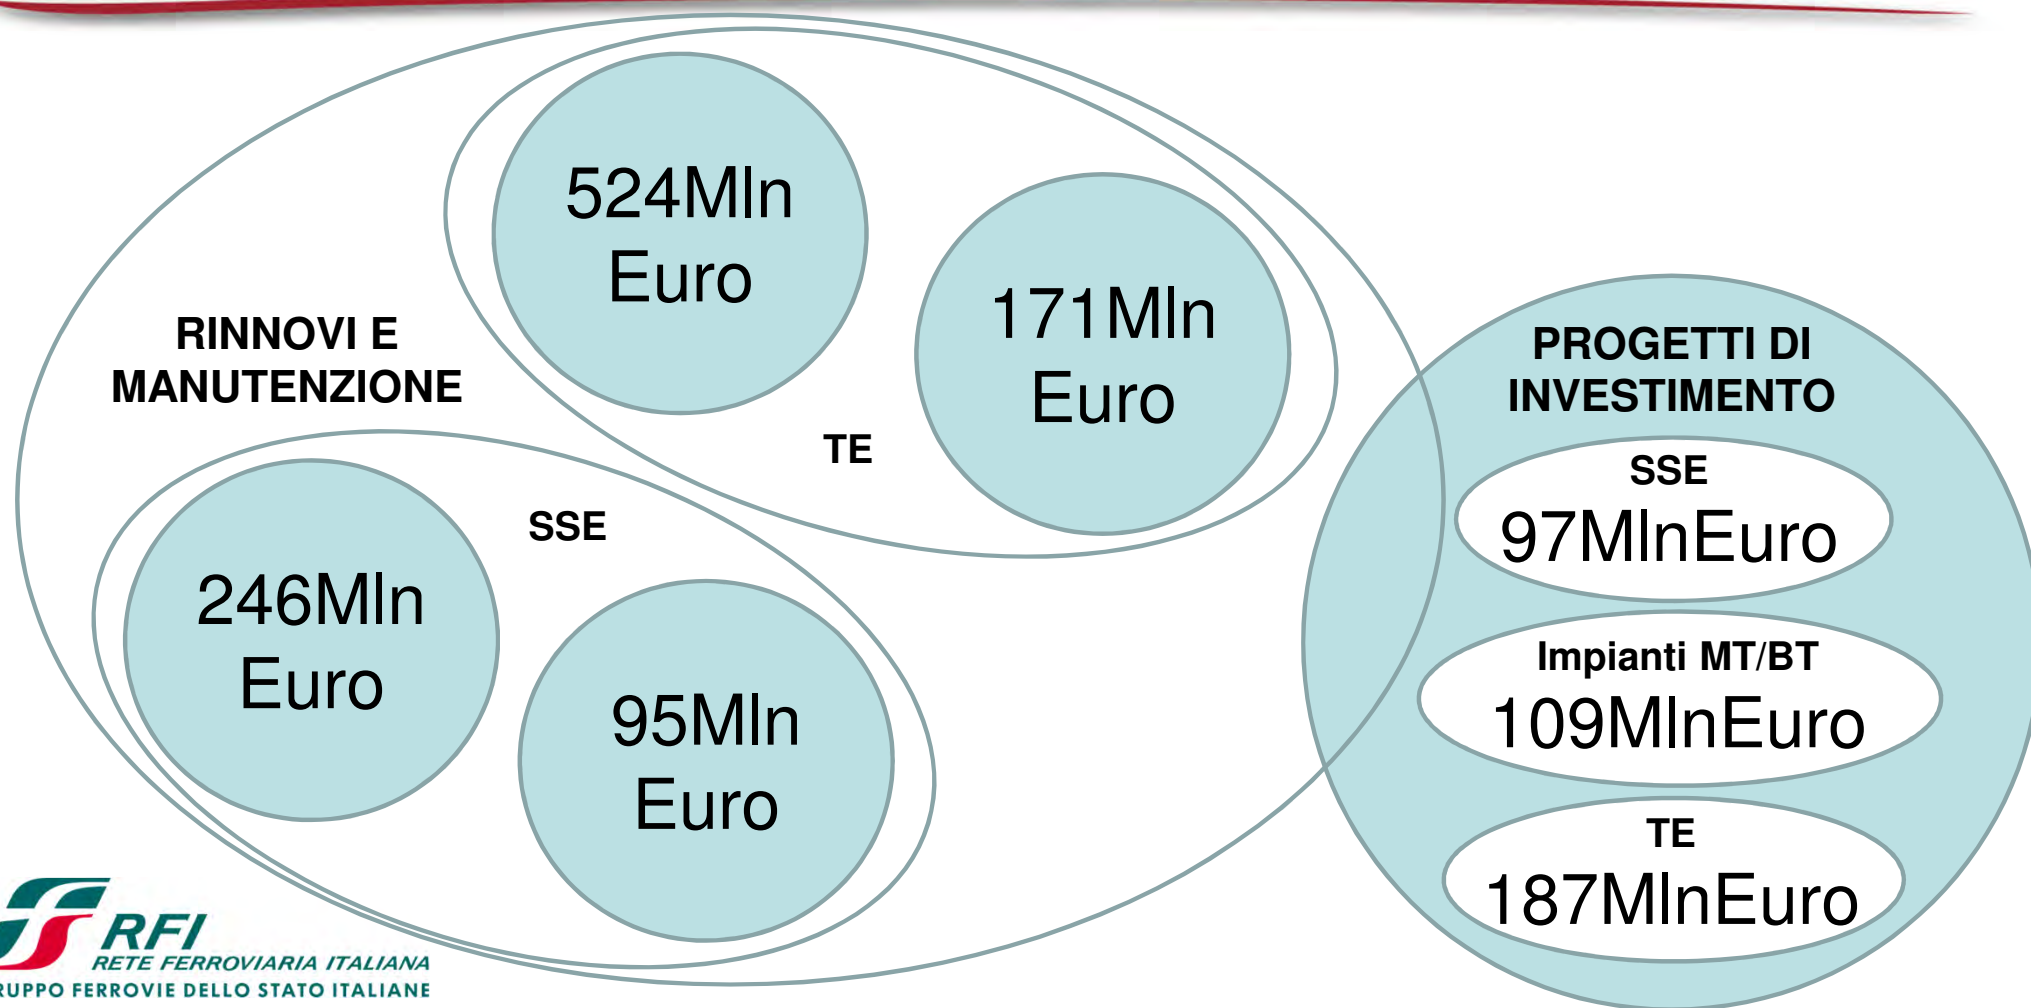 524Mln
Euro
171Mln
Euro
TE
RINNOVI E
MANUTENZIONE
SSE
246Mln
Euro
95Mln
Euro
PROGETTI DI
INVESTIMENTO
SSE
97MlnEuro
Impianti MT/BT
109MlnEuro
TE
187MlnEuro
RFI
RETE FERROVIARIA ITALIANA
RUPPO FERROVIE DELLO STATO ITALIANE